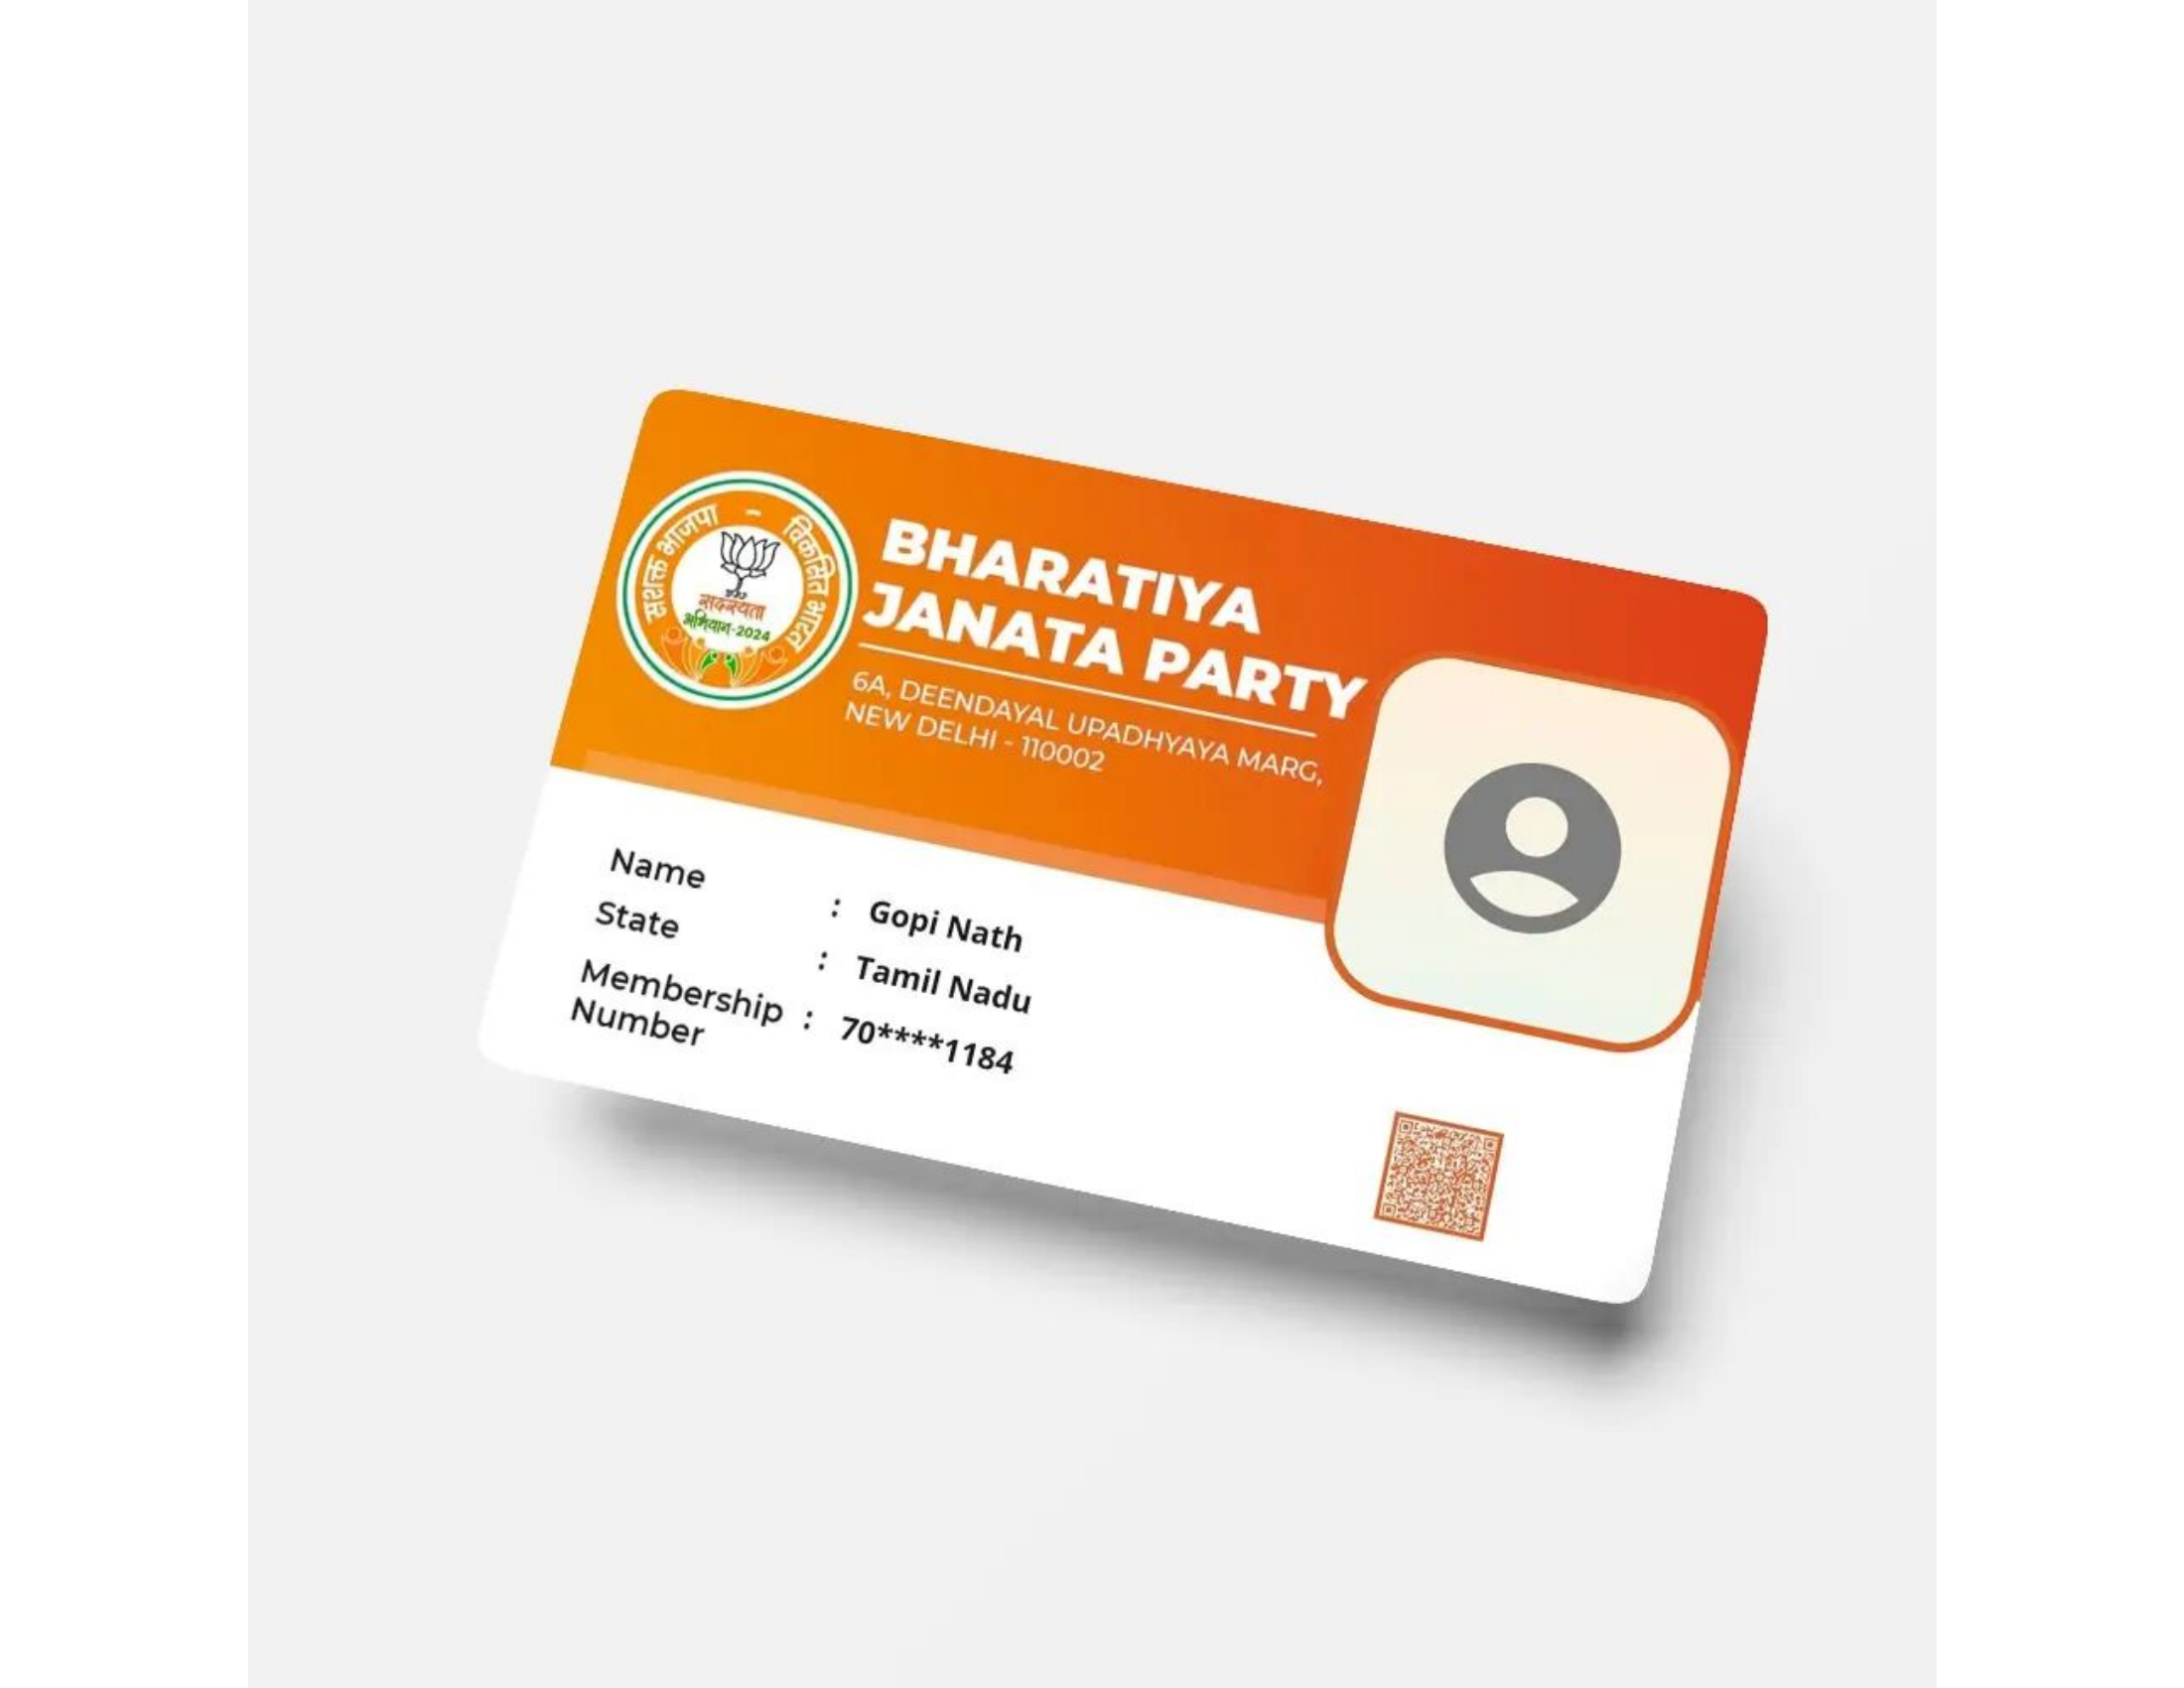 सशक्त भाजपा - विकसित भारत
सदस्यता
अभियान-2024
BHARATIYA
JANATA PARTY
6A, DEENDAYAL UPADHYAYA MARG,
NEW DELHI - 110002
Name : Gopi Nath
State : Tamil Nadu
Membership
Number : 70****1184